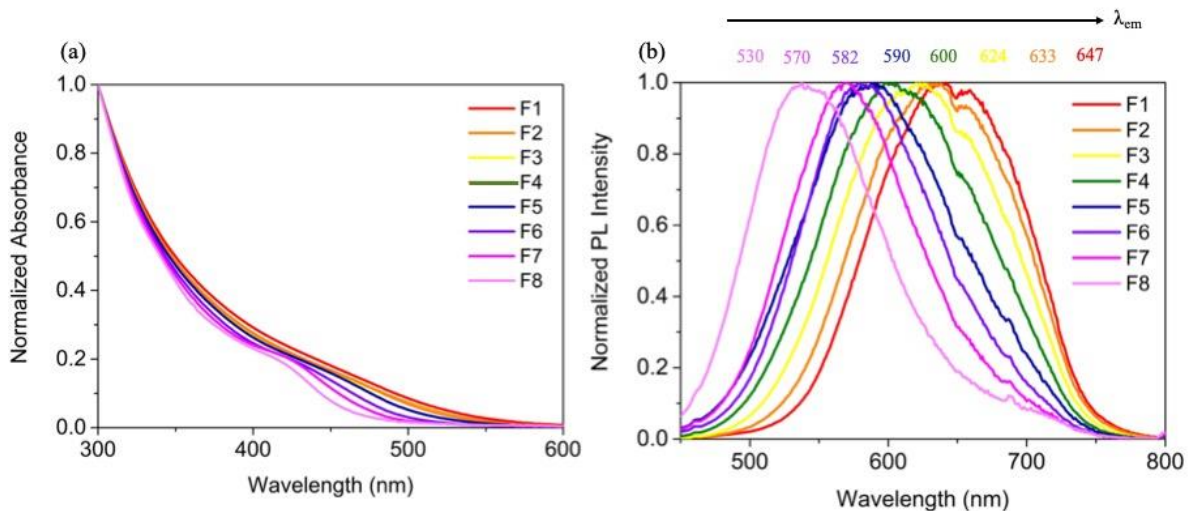 λem
(a)
(b)
530 570 582 590 600 624 633 647
1.0
0.8
0.6
0.4
0.2
0.0
Normalized Absorbance
F1
F2
F3
F4
F5
F6
F7
F8
300 400 500 600
Wavelength (nm)
1.0
0.8
0.6
0.4
0.2
0.0
Normalized PL Intensity
F1
F2
F3
F4
F5
F6
F7
F8
500 600 700 800
Wavelength (nm)